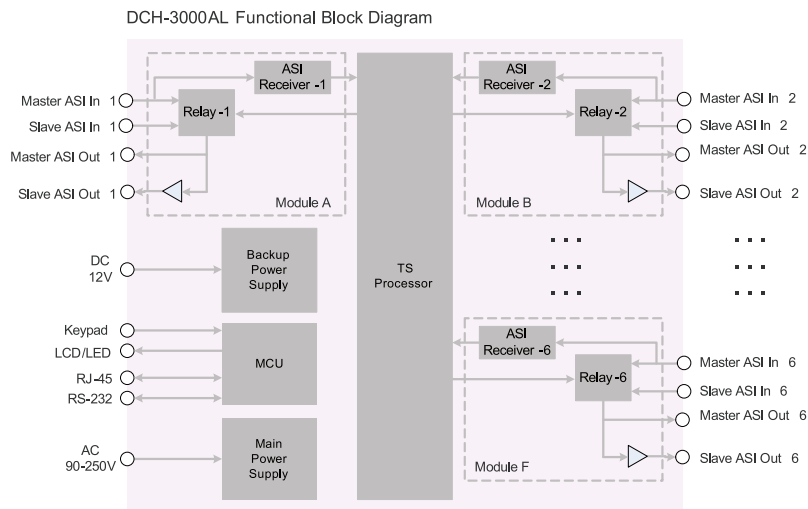 DCH-3000AL Functional Block Diagram
ASI
Receiver -1
Master ASI In 1
Relay -1
Slave ASI In 1
Master ASI Out 1
Slave ASI Out 1
Module A
ASI
Receiver -2
Master ASI In 2
Relay -2
Slave ASI In 2
Master ASI Out 2
Slave ASI Out 2
Module B
TS
Processor
DC
12V
Backup
Power
Supply
Keypad
LCD/LED
RJ-45
RS-232
MCU
AC
90-250V
Main
Power
Supply
. . . . . .
. . . . . .
. . . . . .
ASI
Receiver -6
Master ASI In 6
Relay -6
Slave ASI In 6
Master ASI Out 6
Slave ASI Out 6
Module F